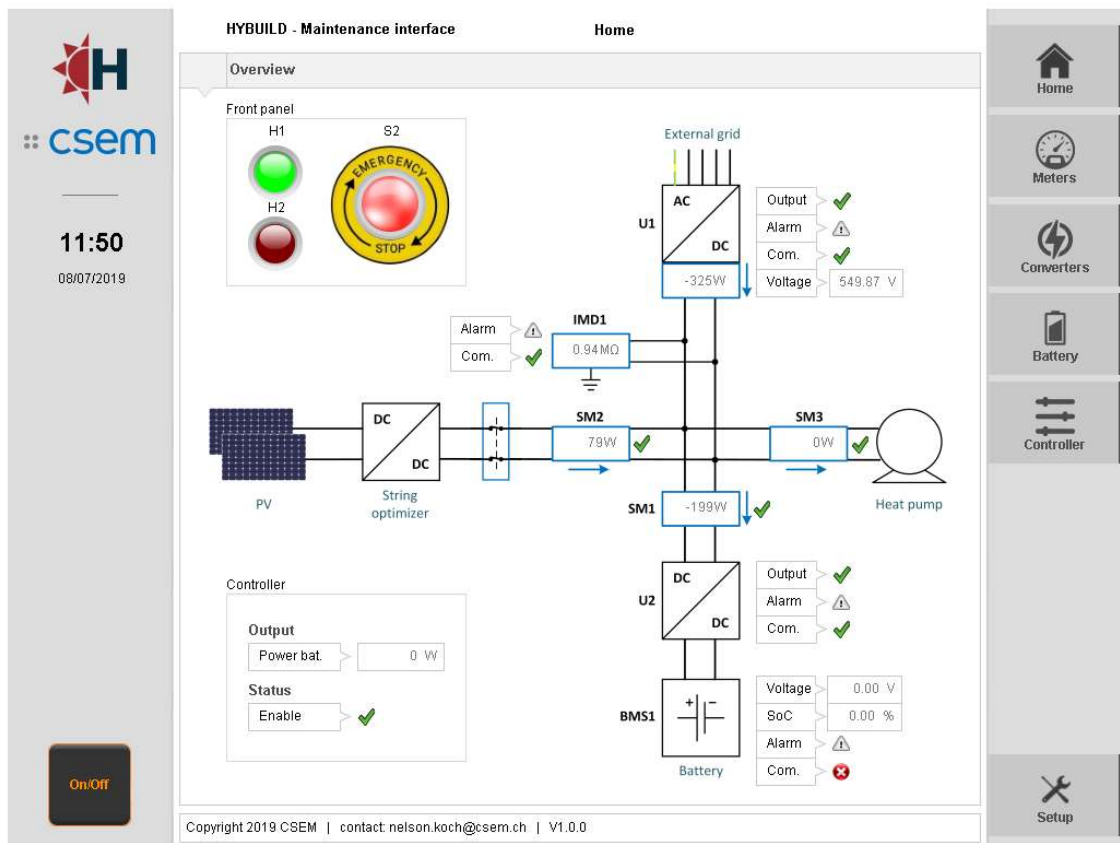 HYBUILD - Maintenance interface
Home
H
csem
11:50
08/07/2019
On/Off
Overview
Front panel
H1
S2
EMERGENCY
STOP
H2
External grid
AC
DC
U1
-325W
Output
Alarm
Com.
Voltage
549.87 V
Alarm
Com.
IMD1
0.94MΩ
PV
DC
DC
String
optimizer
SM2
79W
SM3
0W
Heat pump
SM1
-199W
DC
DC
U2
Output
Alarm
Com.
BMS1
+ −
Battery
Voltage
0.00 V
SoC
0.00 %
Alarm
Com.
Controller
Output
Power bat.
0 W
Status
Enable
Copyright 2019 CSEM | contact: nelson.koch@csem.ch | V1.0.0
Home
Meters
Converters
Battery
Controller
Setup